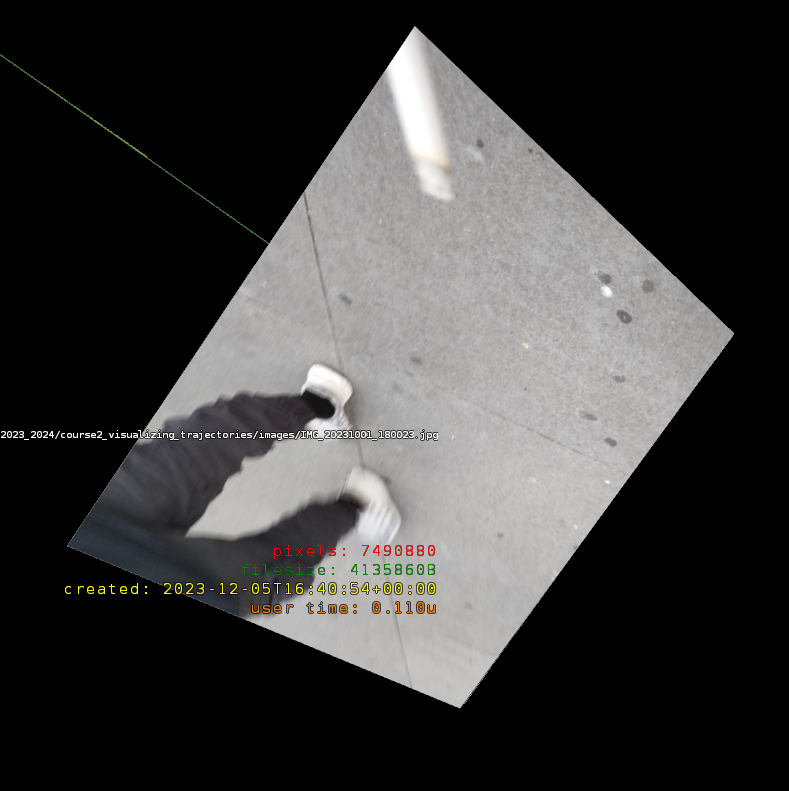 2023_2024/course2_visualizing_trajectories/images/IMG_20231001_180023.jpg
pixels: 7490880
filesize: 4135860B
created: 2023-12-05T16:40:54+00:00
user time: 0.110u